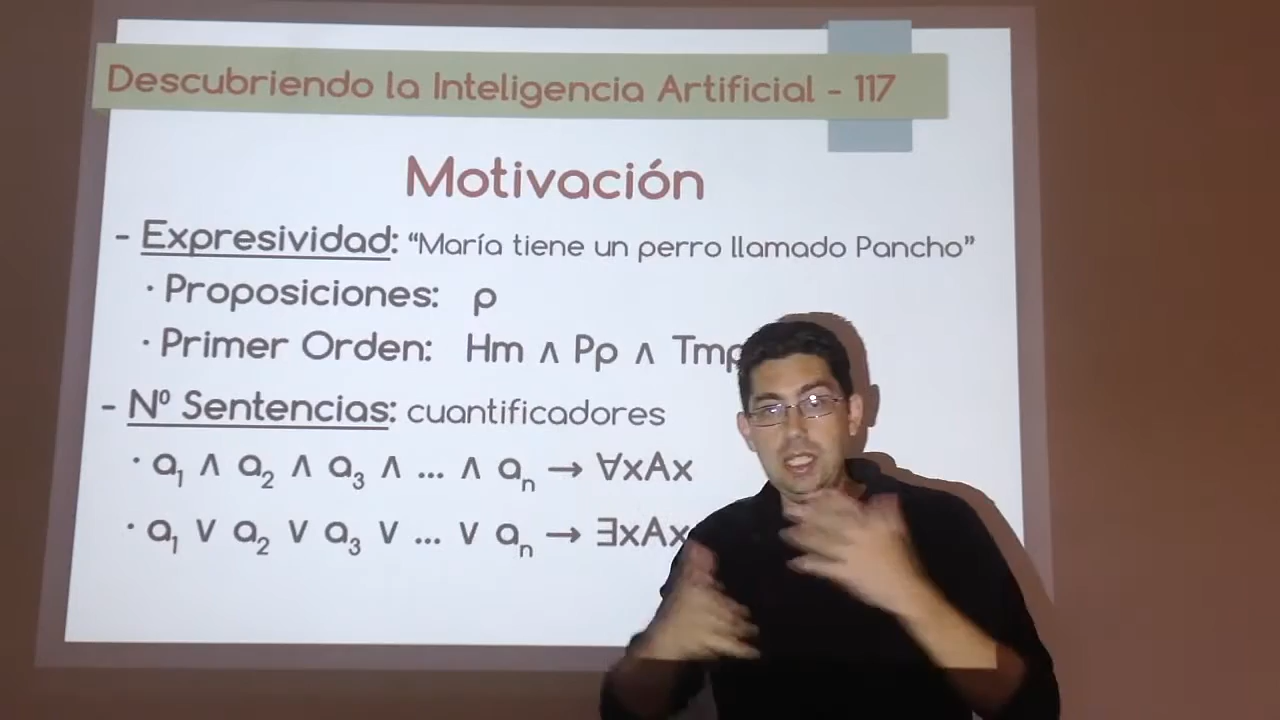 Descubriendo la Inteligencia Artificial - 117
Motivación
- Expresividad: “María tiene un perro llamado Pancho”
· Proposiciones: p
· Primer Orden: Hm ∧ Pp ∧ Tmp
- Nº Sentencias: cuantificadores
· a₁ ∧ a₂ ∧ a₃ ∧ ... ∧ aₙ → ∀xAx
· a₁ ∨ a₂ ∨ a₃ ∨ ... ∨ aₙ → ∃xAx